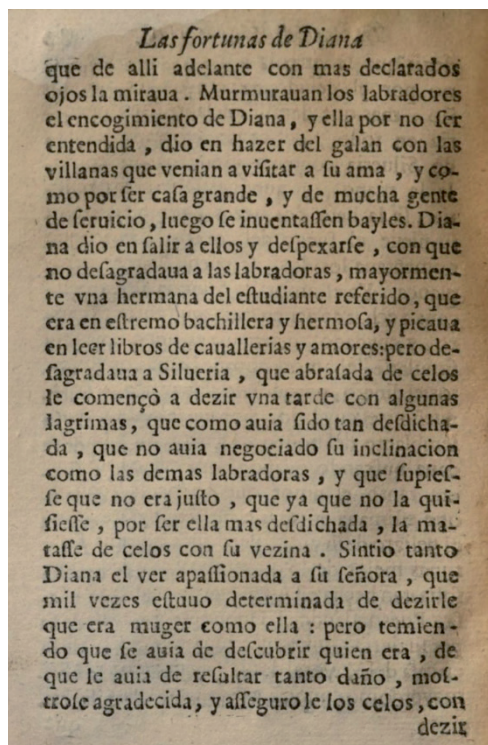 Las fortunas de Diana
que de alli adelante con mas declarados
ojos la miraua. Murmurauan los labradores
el encogimiento de Diana, y ella por no ſer
entendida, dio en hazer del galan con las
villanas que venian a viſitar a ſu ama, y co-
mo por ſer caſa grande, y de mucha gente
de ſeruicio, luego ſe inuentaſſen bayles. Dia-
na dio en ſalir a ellos y deſpexarſe, con que
no deſagradaua a las labradoras, mayormen-
te vna hermana del eſtudiante referido, que
era en eſtremo bachillera y hermoſa, y picaua
en leer libros de cauallerias y amores: pero de-
ſagradaua a Silueria, que abraſada de celos
le començò a dezir vna tarde con algunas
lagrimas, que como auia ſido tan deſdicha-
da, que no auia negociado ſu inclinacion
como las demas labradoras, y que ſupieſ-
ſe que no era juſto, que ya que no la qui-
ſieſſe, por ſer ella mas deſdichada, la ma-
taſſe de celos con ſu vezina. Sintio tanto
Diana el ver apaſſionada a ſu ſeñora, que
mil vezes eſtuuo determinada de dezirle
que era muger como ella: pero temien-
do que ſe auia de deſcubrir quien era, de
que le auia de reſultar tanto daño, moſ-
troſe agradecida, y aſſegurole los celos, con
dezir